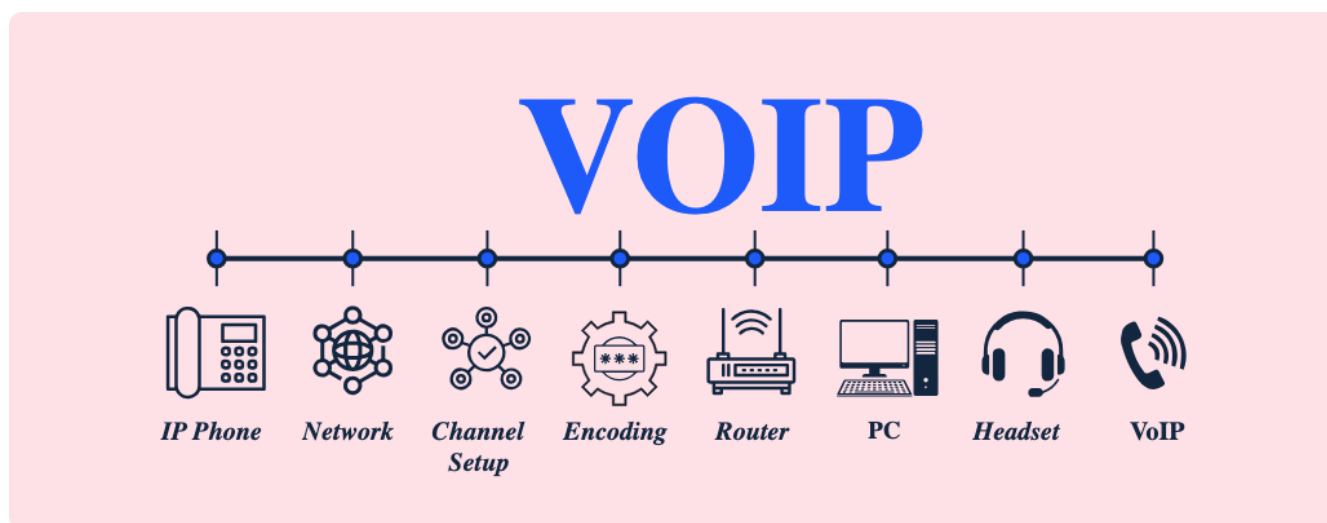 VOIP
IP Phone
Network
Channel
Setup
Encoding
Router
PC
Headset
VoIP